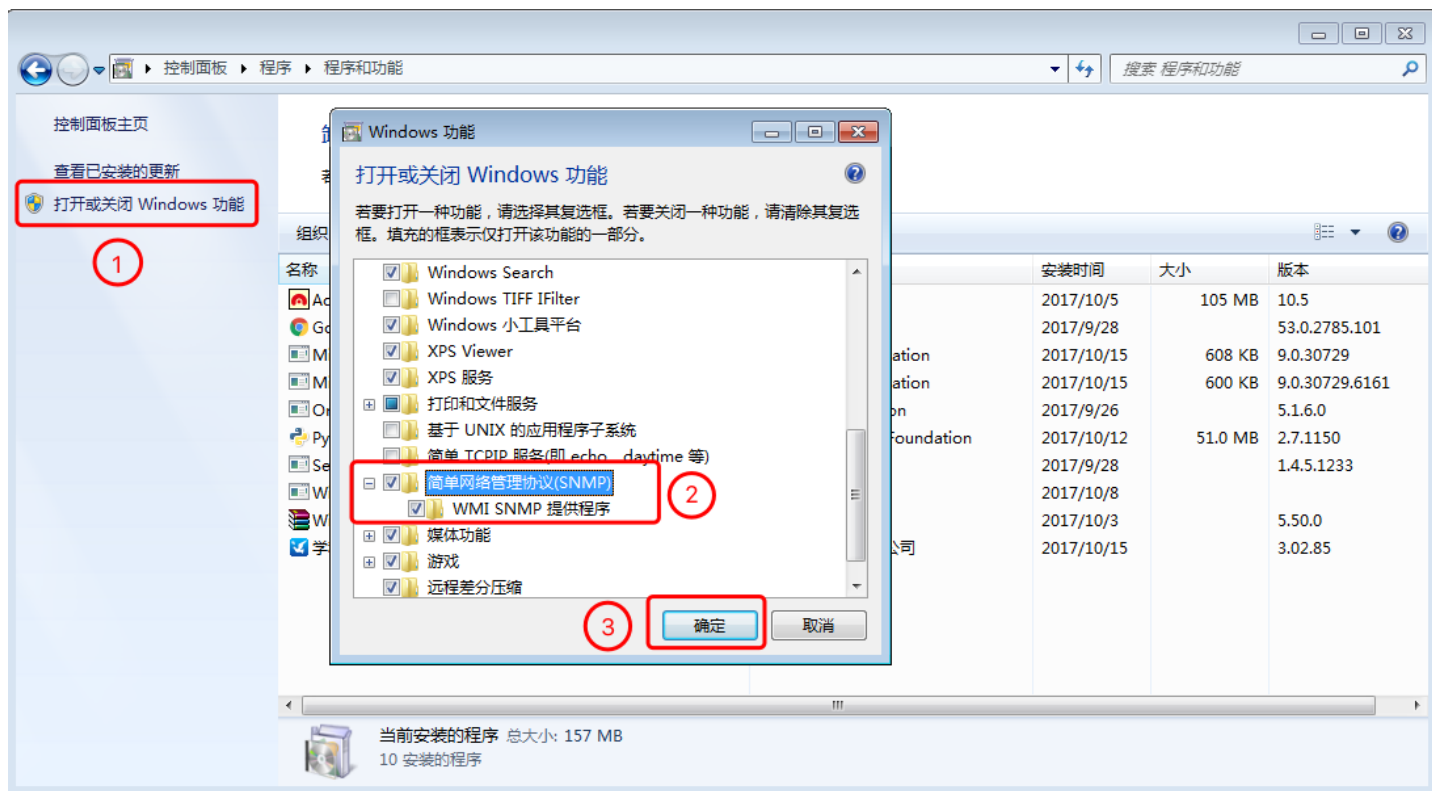 控制面板 程序 程序和功能
搜索 程序和功能
控制面板主页
查看已安装的更新
打开或关闭 Windows 功能
1
组织
名称
安装时间 大小 版本
2017/10/5 105 MB 10.5
2017/9/28 53.0.2785.101
ation 2017/10/15 608 KB 9.0.30729
ation 2017/10/15 600 KB 9.0.30729.6161
2017/9/26 5.1.6.0
Py Foundation 2017/10/12 51.0 MB 2.7.1150
Se 2017/9/28 1.4.5.1233
2017/10/8
2017/10/3 5.50.0
公司 2017/10/15 3.02.85
Windows 功能
打开或关闭 Windows 功能
若要打开一种功能，请选择其复选框。若要关闭一种功能，请清除其复选
框。填充的框表示仅打开该功能的一部分。
Windows Search
Windows TIFF IFilter
Windows 小工具平台
XPS Viewer
XPS 服务
打印和文件服务
基于 UNIX 的应用程序子系统
简单 TCPIP 服务(即 echo、daytime 等)
简单网络管理协议(SNMP)
WMI SNMP 提供程序
2
媒体功能
游戏
远程差分压缩
3
确定 取消
当前安装的程序 总大小: 157 MB
10 安装的程序